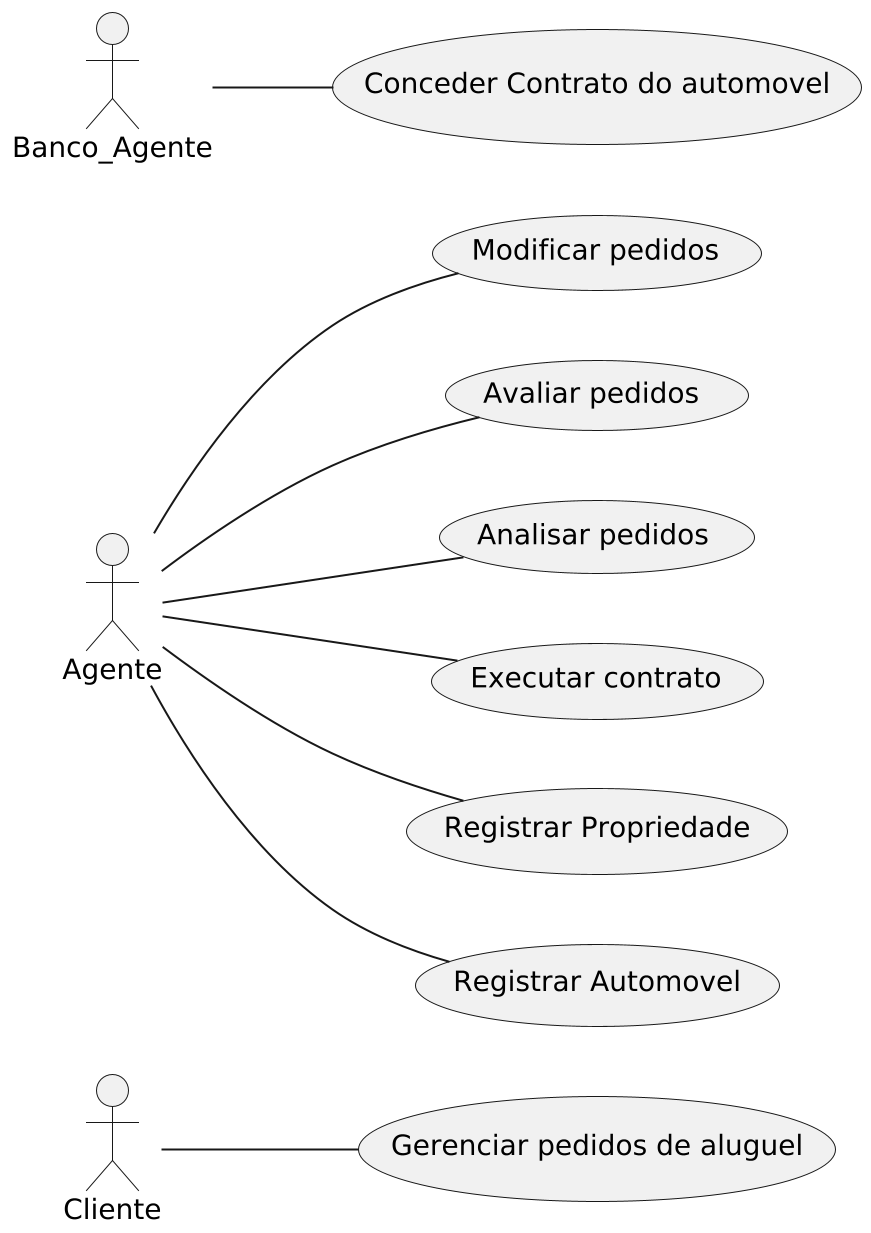 Conceder Contrato do automovel
Banco_Agente
Modificar pedidos
Avaliar pedidos
Analisar pedidos
Agente
Executar contrato
Registrar Propriedade
Registrar Automovel
Gerenciar pedidos de aluguel
Cliente